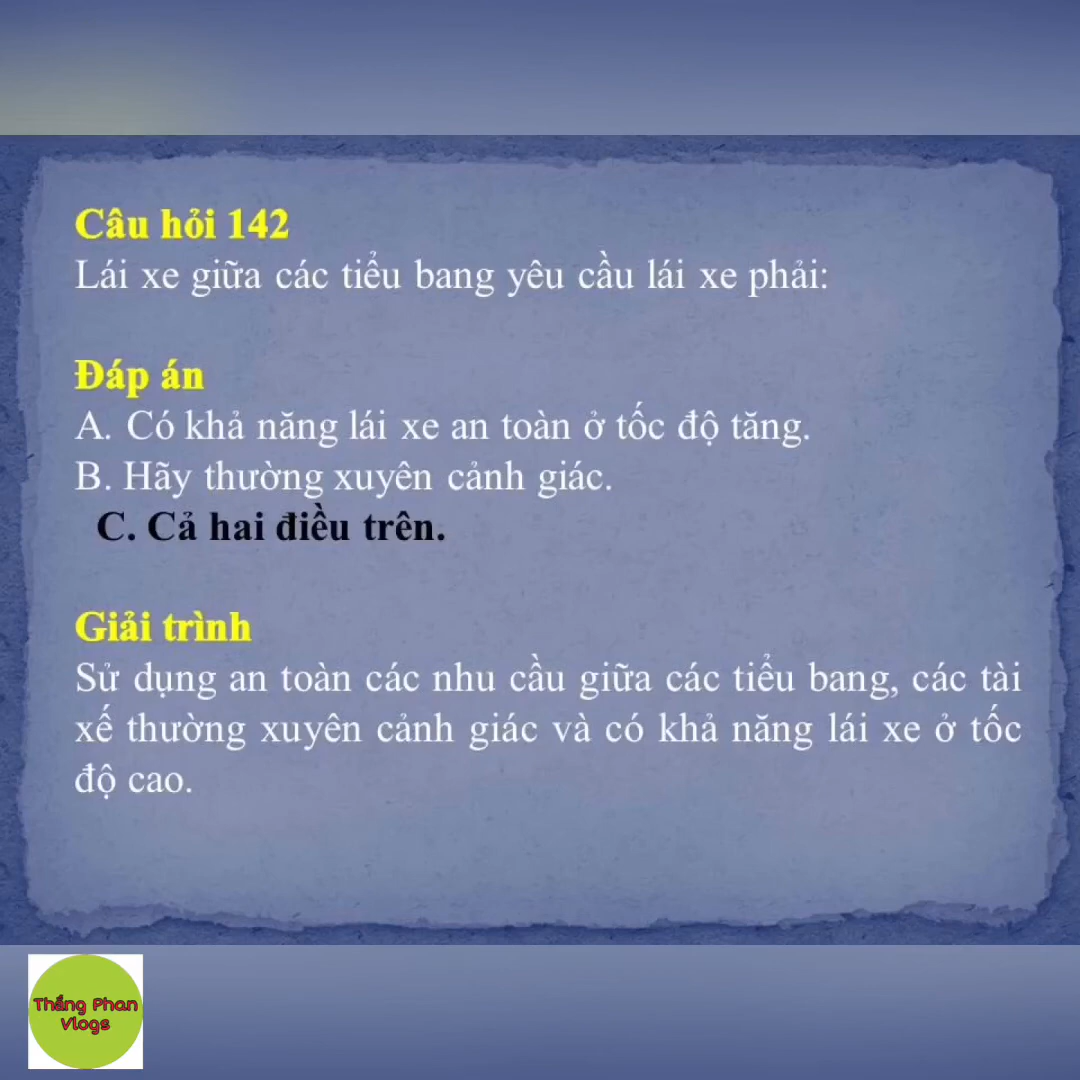 Câu hỏi 142
Lái xe giữa các tiểu bang yêu cầu lái xe phải:
Đáp án
A. Có khả năng lái xe an toàn ở tốc độ tăng.
B. Hãy thường xuyên cảnh giác.
C. Cả hai điều trên.
Giải trình
Sử dụng an toàn các nhu cầu giữa các tiểu bang, các tài
xế thường xuyên cảnh giác và có khả năng lái xe ở tốc
độ cao.
Thắng Phan
Vlogs